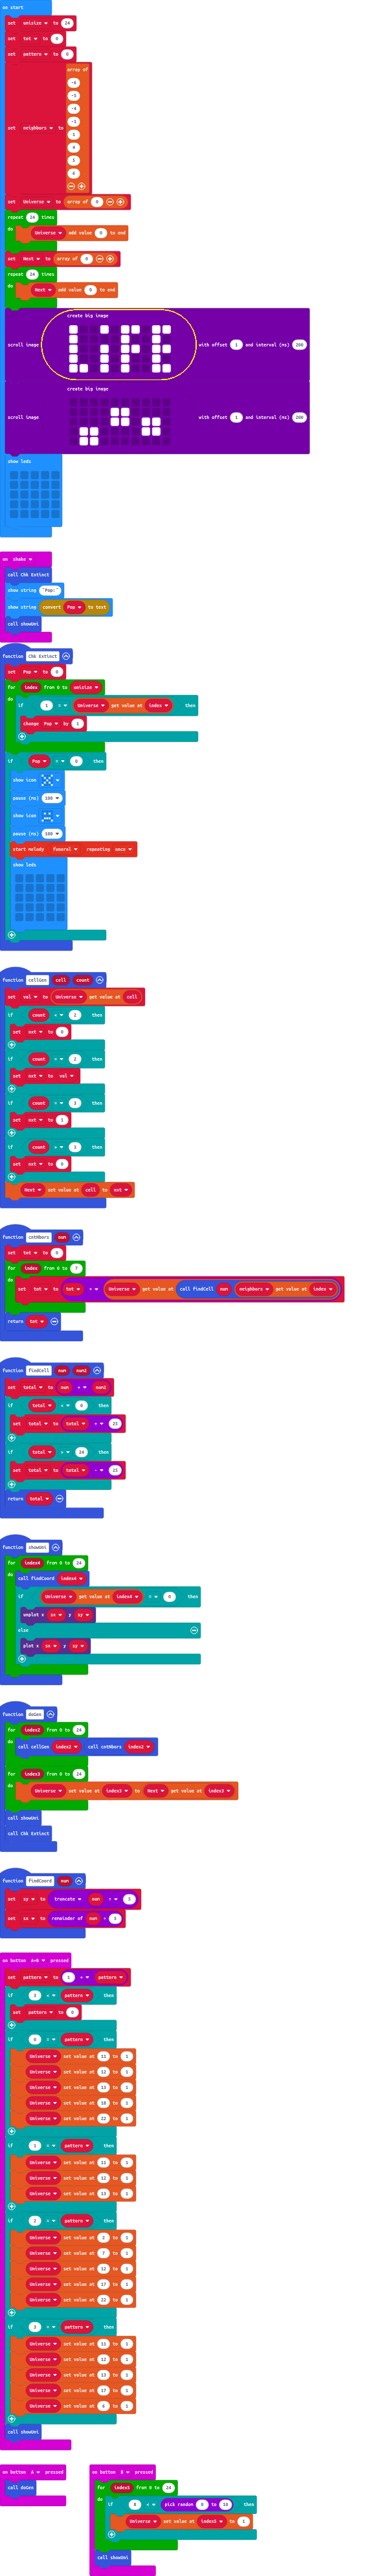 on start
set unisize to 24
set tot to 0
set pattern to 0
array of
-6
-5
-4
-1
set neighbors to
1
4
5
6
set Universe to array of 0
repeat 24 times
do
Universe add value 0 to end
set Next to array of 0
repeat 24 times
do
Next add value 0 to end
create big image
scroll image with offset 1 and interval (ms) 200
create big image
scroll image with offset 1 and interval (ms) 200
show leds
on shake
call Chk Extinct
show string "Pop:"
show string convert Pop to text
call showUni
function Chk Extinct
set Pop to 0
for index from 0 to unisize
do
if 1 = Universe get value at index then
change Pop by 1
if Pop = 0 then
show icon
pause (ms) 100
show icon
pause (ms) 100
start melody funeral repeating once
show leds
function cellGen cell count
set val to Universe get value at cell
if count < 2 then
set nxt to 0
if count = 2 then
set nxt to val
if count = 3 then
set nxt to 1
if count > 3 then
set nxt to 0
Next set value at cell to nxt
function cntNbors num
set tot to 0
for index from 0 to 7
do
set tot to tot + Universe get value at call findCell num neighbors get value at index
return tot
function findCell num num2
set total to num + num2
if total < 0 then
set total to total + 25
if total > 24 then
set total to total - 25
return total
function showUni
for index4 from 0 to 24
do
call findCoord index4
if Universe get value at index4 = 0 then
unplot x sx y sy
else
plot x sx y sy
function doGen
for index2 from 0 to 24
do
call cellGen index2 call cntNbors index2
for index3 from 0 to 24
do
Universe set value at index3 to Next get value at index3
call showUni
call Chk Extinct
function findCoord num
set sy to truncate num ÷ 5
set sx to remainder of num ÷ 5
on button A+B pressed
set pattern to 1 + pattern
if 3 < pattern then
set pattern to 0
if 0 = pattern then
Universe set value at 11 to 1
Universe set value at 12 to 1
Universe set value at 13 to 1
Universe set value at 18 to 1
Universe set value at 22 to 1
if 1 = pattern then
Universe set value at 11 to 1
Universe set value at 12 to 1
Universe set value at 13 to 1
if 2 = pattern then
Universe set value at 2 to 1
Universe set value at 7 to 1
Universe set value at 12 to 1
Universe set value at 17 to 1
Universe set value at 22 to 1
if 3 = pattern then
Universe set value at 11 to 1
Universe set value at 12 to 1
Universe set value at 13 to 1
Universe set value at 17 to 1
Universe set value at to 1
call showUni
on button A pressed
call doGen
on button B pressed
for index5 from 0 to 24
do
if 8 < pick random 0 to 10 then
Universe set value at index5 to 1
call showUni